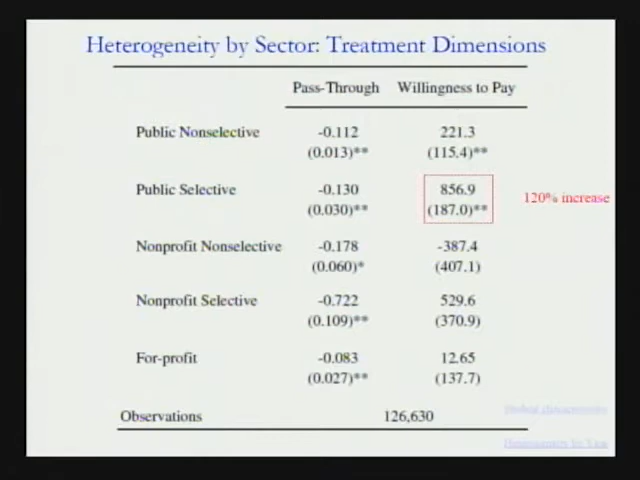 Heterogeneity by Sector: Treatment Dimensions
Pass-Through Willingness to Pay
Public Nonselective -0.112 221.3
(0.013)** (115.4)**
Public Selective -0.130 856.9
(0.030)** (187.0)**
120% increase
Nonprofit Nonselective -0.178 -387.4
(0.060)* (407.1)
Nonprofit Selective -0.722 529.6
(0.109)** (370.9)
For-profit -0.083 12.65
(0.027)** (137.7)
Observations 126,630
Heterogeneity by Year